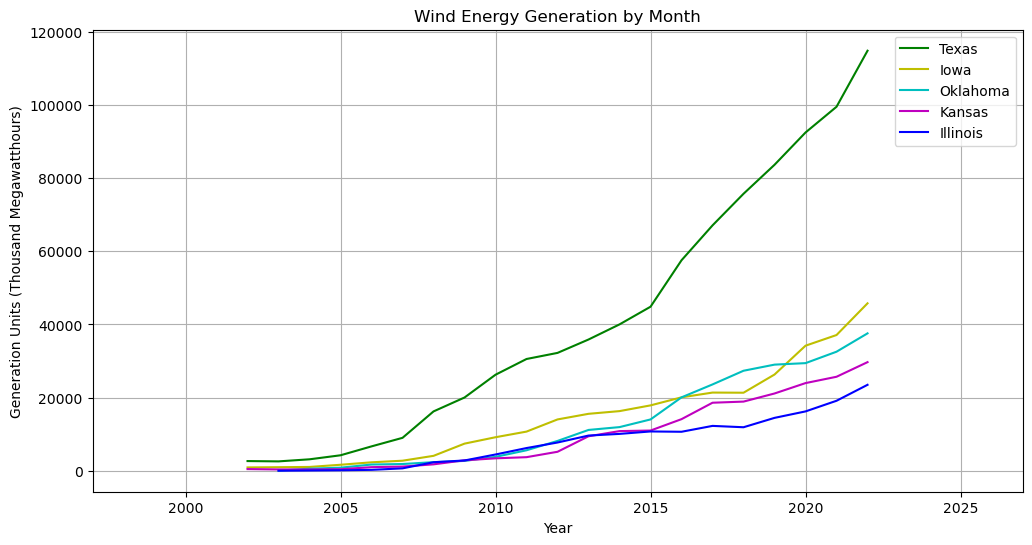 Wind Energy Generation by Month
Generation Units (Thousand Megawatthours)
120000
100000
80000
60000
40000
20000
0
Texas
Iowa
Oklahoma
Kansas
Illinois
2000 2005 2010 2015 2020 2025
Year